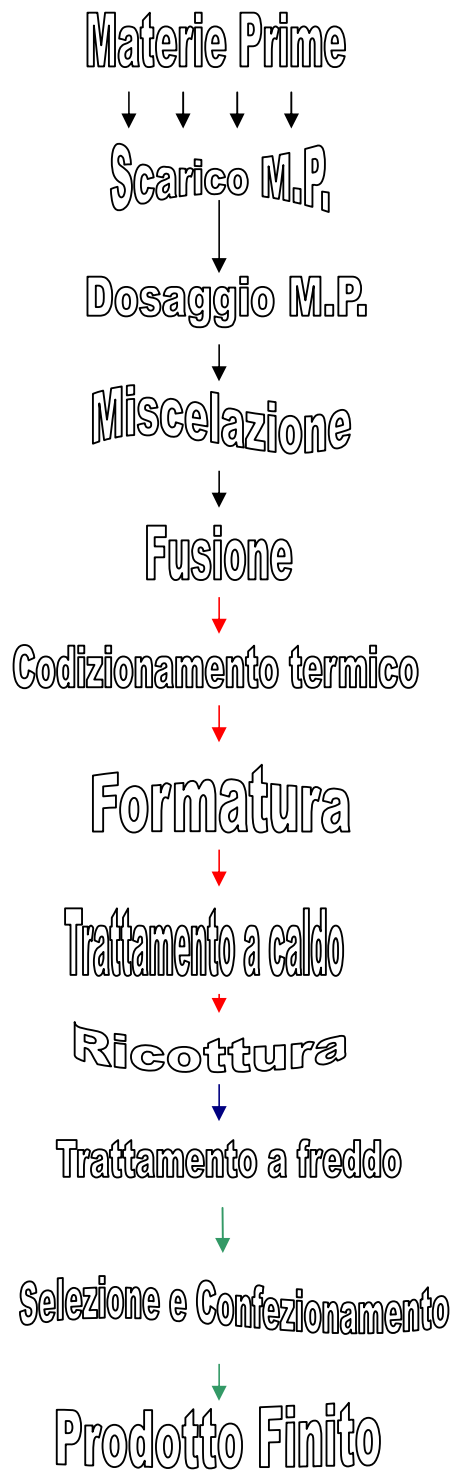 Materie Prime
Scarico M.P.
Dosaggio M.P.
Miscelazione
Fusione
Codizionamento termico
Formatura
Trattamento a caldo
Ricottura
Trattamento a freddo
Selezione e Confezionamento
Prodotto Finito